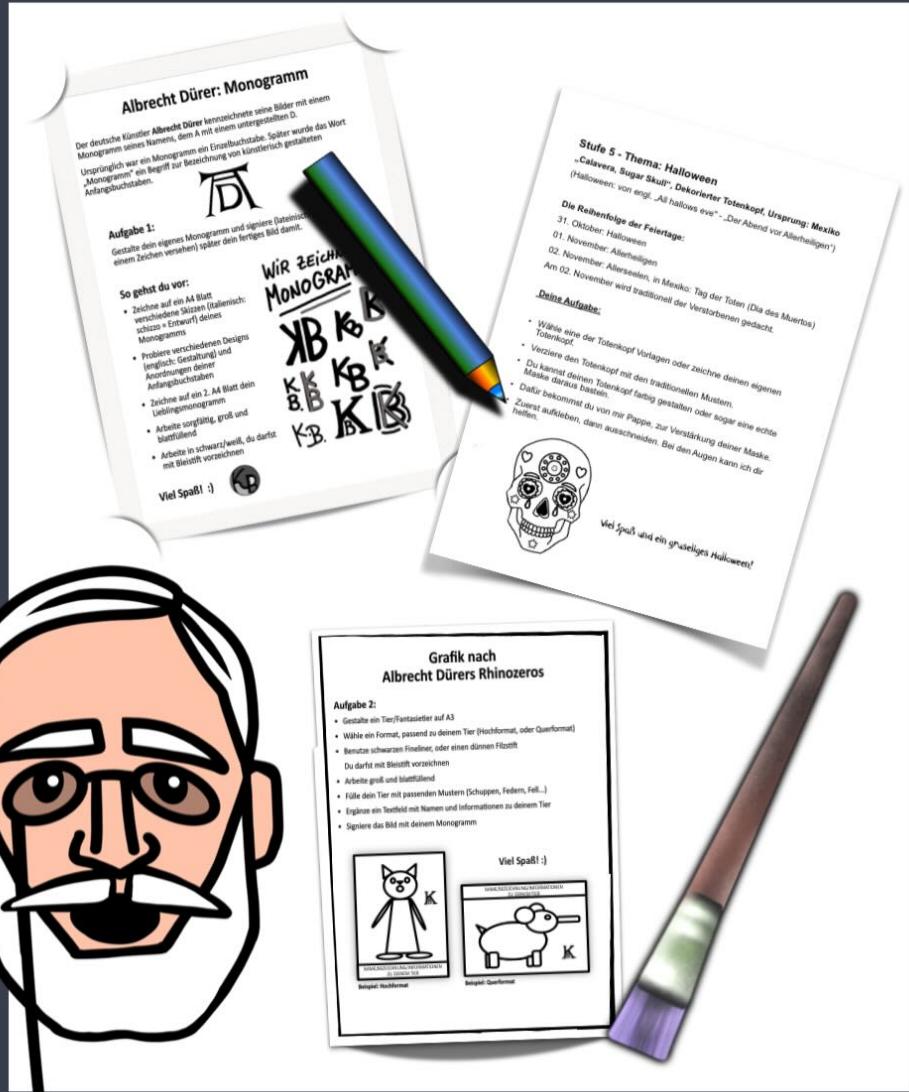 Albrecht Dürer: Monogramm
Der deutsche Künstler Albrecht Dürer kennzeichnete seine Bilder mit einem
Monogramm seines Namens, dem A mit einem untergestellten D.
Ursprünglich war ein Monogramm ein Einzelbuchstabe. Später wurde das Wort
„Monogramm" ein Begriff zur Bezeichnung von künstlerisch gestalteten
Anfangsbuchstaben.
AD
Aufgabe 1:
Gestalte dein eigenes Monogramm und signiere
einem Zeichen versehen) später dein fertiges Bild damit.
So gehst du vor:
• Zeichne auf ein A4 Blatt
verschiedene Skizzen (italienisch:
schizzo = Entwurf) deines
Monogramms
• Probiere verschiedenen Designs
(englisch: Gestaltung) und
Anordnungen deiner
Anfangsbuchstaben
• Zeichne auf ein 2. A4 Blatt dein
Lieblingsmonogramm
• Arbeite sorgfältig, groß und
blattfüllend
• Arbeite in schwarz/weiß, du darfst
mit Bleistift vorzeichnen
Viel Spaß! :)
KB
WIR
KB KB
K.B. KB KB K
K.B. KB KB
Stufe 5 - Thema: Halloween
„Calavera, Sugar Skull", Dekorierter Totenkopf, Ursprung: Mexiko
(Halloween: von engl. „All hallows eve" - „Der Abend vor Allerheiligen")
Die Reihenfolge der Feiertage:
31. Oktober: Halloween
01. November: Allerheiligen
02. November: Allerseelen, in Mexiko: Tag der Toten (Dia des Muertos)
Am 02. November wird traditionell der Verstorbenen gedacht.
Deine Aufgabe:
• Wähle eine der Totenkopf Vorlagen oder zeichne deinen eigenen
Totenkopf.
• Verziere den Totenkopf mit den traditionellen Mustern.
• Du kannst deinen Totenkopf farbig gestalten oder sogar eine echte
Maske daraus basteln.
• Dafür bekommst du von mir Pappe, zur Verstärkung deiner Maske.
• Zuerst aufkleben, dann ausschneiden. Bei den Augen kann ich dir
helfen.
Viel Spaß und ein gruseliges Halloween!
Grafik nach
Albrecht Dürers Rhinozeros
Aufgabe 2:
• Gestalte ein Tier/Fantasietier auf A3
• Wähle ein Format, passend zu deinem Tier (Hochformat, oder Querformat)
• Benutze schwarzen Fineliner, oder einen dünnen Filzstift
Du darfst mit Bleistift vorzeichnen
• Arbeite groß und blattfüllend
• Fülle dein Tier mit passenden Mustern (Schuppen, Federn, Fell...)
• Ergänze ein Textfeld mit Namen und Informationen zu deinem Tier
• Signiere das Bild mit deinem Monogramm
Viel Spaß! :)
K
ZU DEINEM TIER
Beispiel: Hochformat
ZU DEINEM TIER
K
Beispiel: Querformat